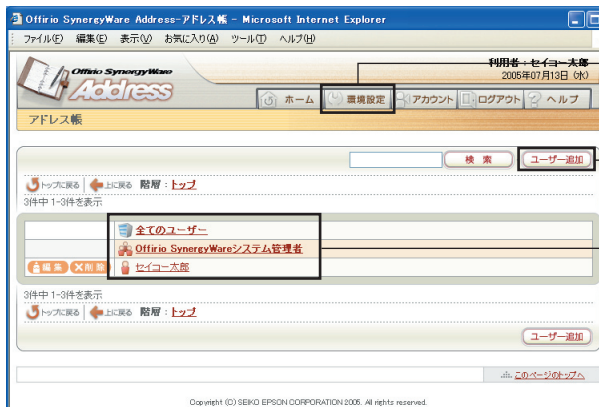 Offirio SynergyWare Address-アドレス帳 - Microsoft Internet Explorer
ファイル(F) 編集(E) 表示(V) お気に入り(A) ツール(T) ヘルプ(H)
利用者：セイコー太郎
2005年07月13日 (水)
Offirio SynergyWare
Address
ホーム 環境設定 アカウント ログアウト ヘルプ
アドレス帳
検 索 ユーザー追加
トップに戻る 上に戻る 階層：トップ
3件中 1-3件を表示
全てのユーザー
Offirio SynergyWareシステム管理者
編集 削除 セイコー太郎
3件中 1-3件を表示
トップに戻る 上に戻る 階層：トップ
ユーザー追加
このページのトップへ
Copyright (C) SEIKO EPSON CORPORATION 2005. All rights reserved.